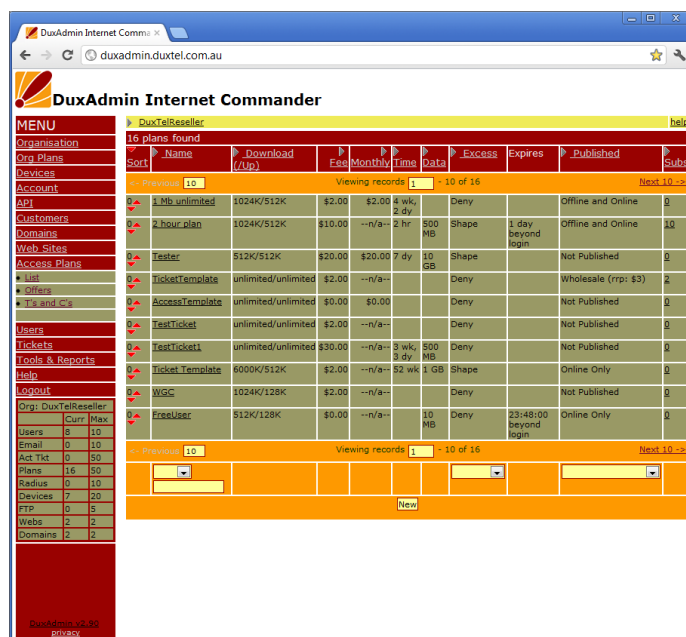 DuxAdmin Internet Comma
duxadmin.duxtel.com.au
DuxAdmin Internet Commander
MENU
Organisation
Org Plans
Devices
Account
API
Customers
Domains
Web Sites
Access Plans
List
Offers
T's and C's
Users
Tickets
Tools & Reports
Help
Logout
Org: DuxTelReseller
Curr Max
Users 8 10
Email 0 10
Act Tkt 0 50
Plans 16 50
Radius 0 10
Devices 7 20
FTP 0 5
Webs 2 2
Domains 2 2
DuxAdmin v2.90
privacy
DuxTelReseller help
16 plans found
Sort Name Download (/Up) Fee Monthly Time Data Excess Expires Published Subs
<- Previous 10 Viewing records 1 - 10 of 16 Next 10 ->
0 1 Mb unlimited 1024K/512K $2.00 $2.00 4 wk, 2 dy Deny Offline and Online 0
0 2 hour plan 1024K/512K $10.00 --n/a-- 2 hr 500 MB Shape 1 day beyond login Offline and Online 10
0 Tester 512K/512K $20.00 $20.00 7 dy 10 GB Shape Not Published 0
0 TicketTemplate unlimited/unlimited $2.00 --n/a-- Deny Wholesale (rrp: $3) 2
0 AccessTemplate unlimited/unlimited $0.00 $0.00 Deny Not Published 0
0 TestTicket unlimited/unlimited $2.00 --n/a-- Deny Not Published 0
0 TestTicket1 unlimited/unlimited $30.00 --n/a-- 3 wk, 3 dy 500 MB Deny Not Published 0
0 Ticket Template 6000K/512K $2.00 --n/a-- 52 wk 1 GB Shape Online Only 0
0 WGC 1024K/128K $2.00 --n/a-- Deny Not Published 0
0 FreeUser 512K/128K $0.00 --n/a-- 10 MB Deny 23:48:00 beyond login Online Only 0
<- Previous 10 Viewing records 1 - 10 of 16 Next 10 ->
New